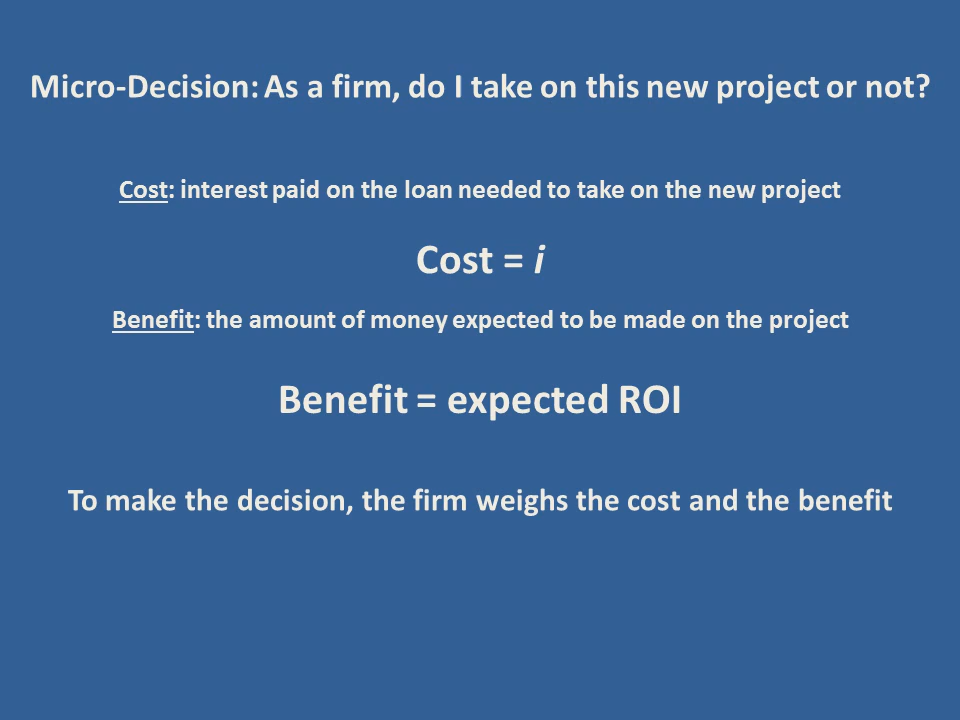 Micro-Decision: As a firm, do I take on this new project or not?
Cost: interest paid on the loan needed to take on the new project
Cost = i
Benefit: the amount of money expected to be made on the project
Benefit = expected ROI
To make the decision, the firm weighs the cost and the benefit